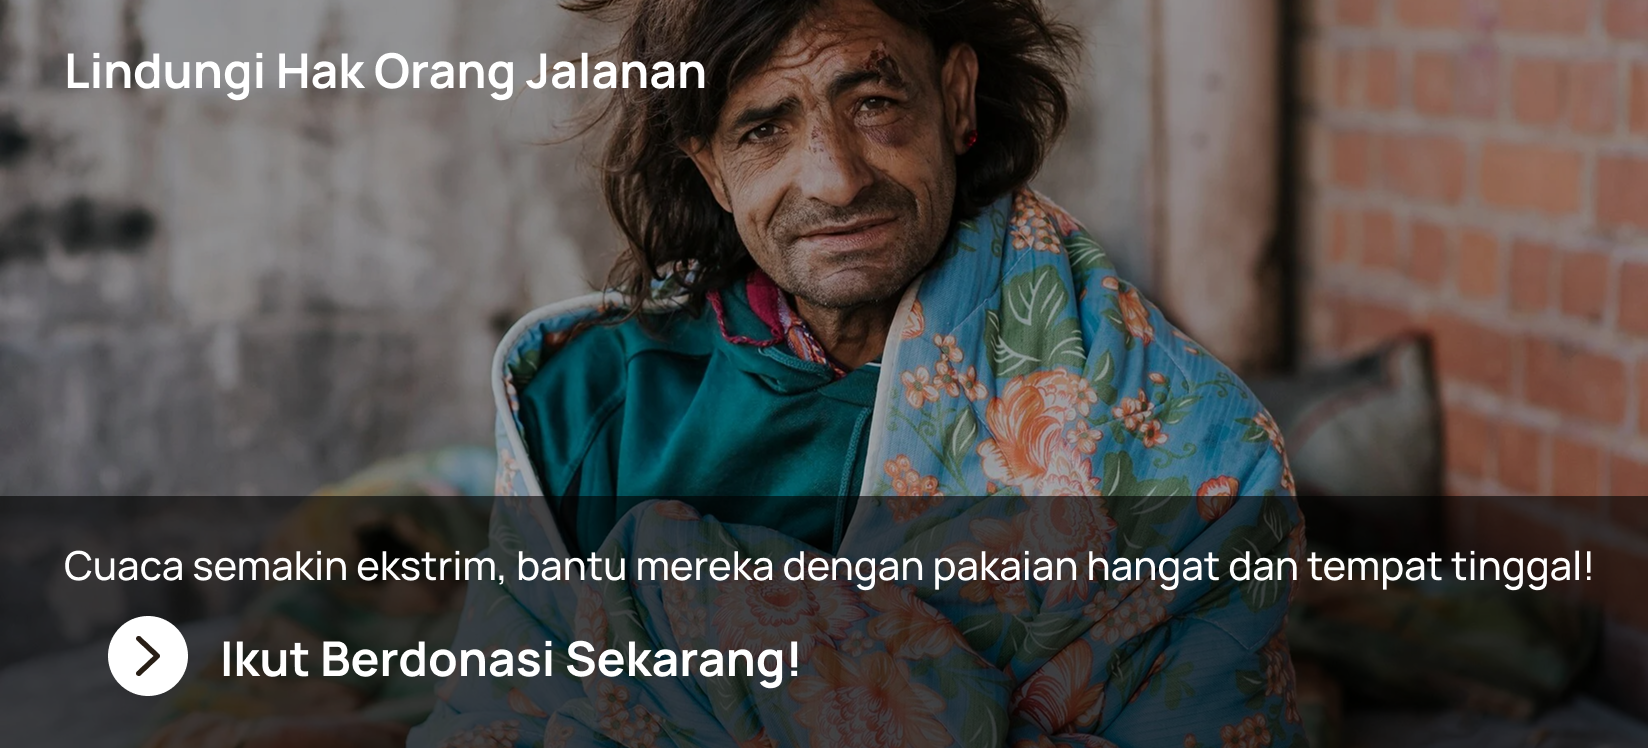 Lindungi Hak Orang Jalanan
Cuaca semakin ekstrim, bantu mereka dengan pakaian hangat dan tempat tinggal!
Ikut Berdonasi Sekarang!